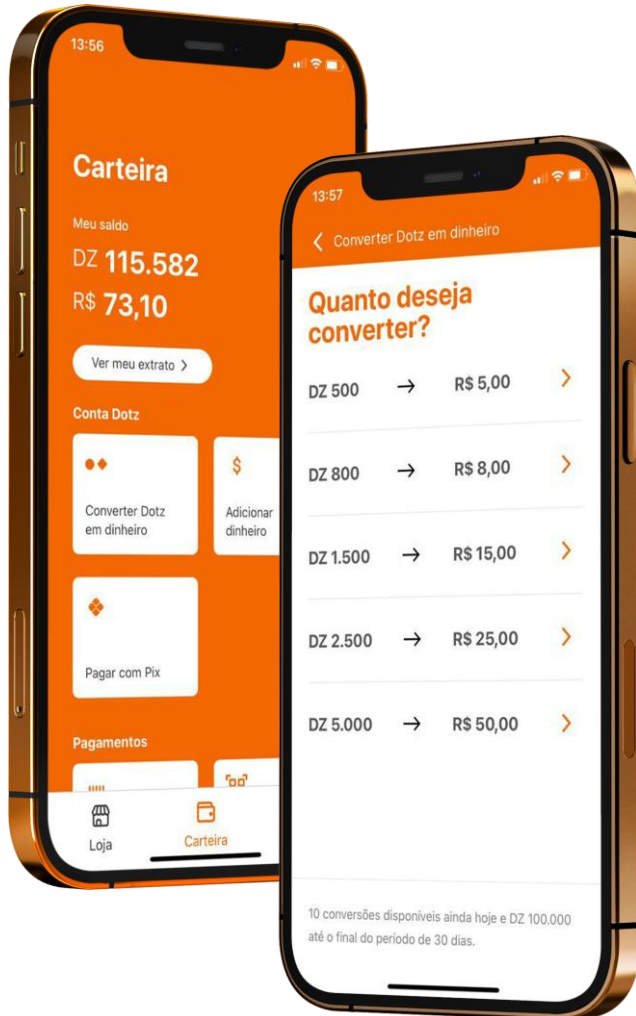 13:56
Carteira
Meu saldo
DZ 115.582
R$ 73,10
Ver meu extrato >
Conta Dotz
Converter Dotz
em dinheiro
$
Adicionar
dinheiro
Pagar com Pix
Pagamentos
Loja
Carteira
13:57
< Converter Dotz em dinheiro
Quanto deseja
converter?
DZ 500 → R$ 5,00 >
DZ 800 → R$ 8,00 >
DZ 1.500 → R$ 15,00 >
DZ 2.500 → R$ 25,00 >
DZ 5.000 → R$ 50,00 >
10 conversões disponíveis ainda hoje e DZ 100.000
até o final do período de 30 dias.